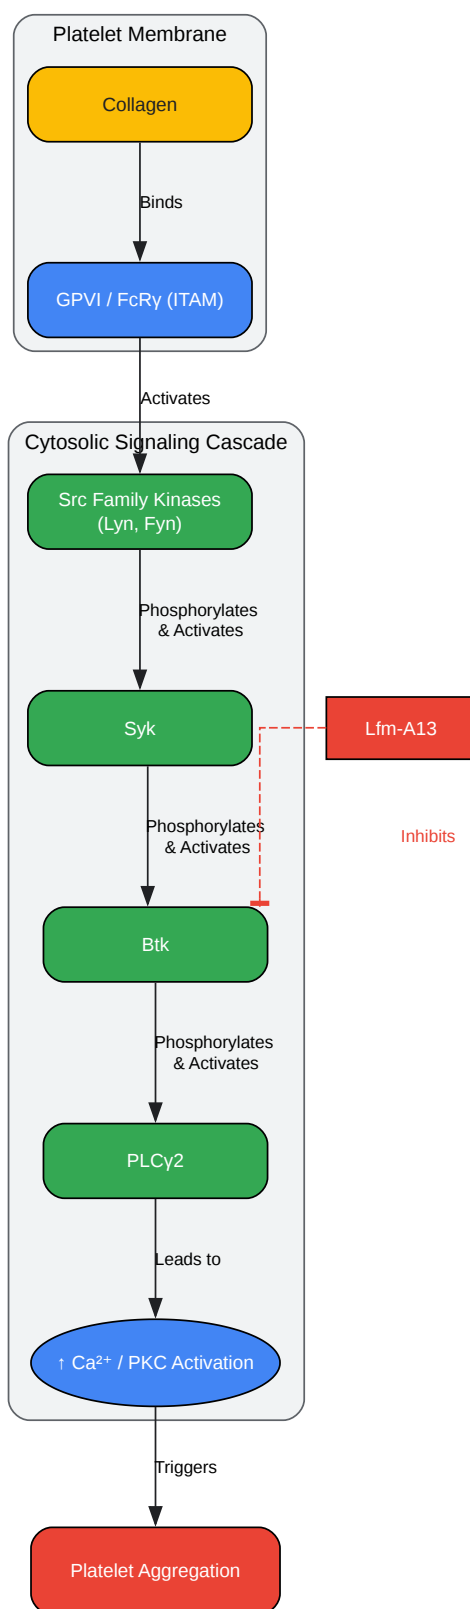 Platelet Membrane
Collagen
Binds
GPVI / FcRγ (ITAM)
Activates
Cytosolic Signaling Cascade
Src Family Kinases
(Lyn, Fyn)
Phosphorylates
& Activates
Syk
Lfm-A13
Phosphorylates
& Activates
Inhibits
Btk
Phosphorylates
& Activates
PLCγ2
Leads to
↑ Ca²⁺ / PKC Activation
Triggers
Platelet Aggregation